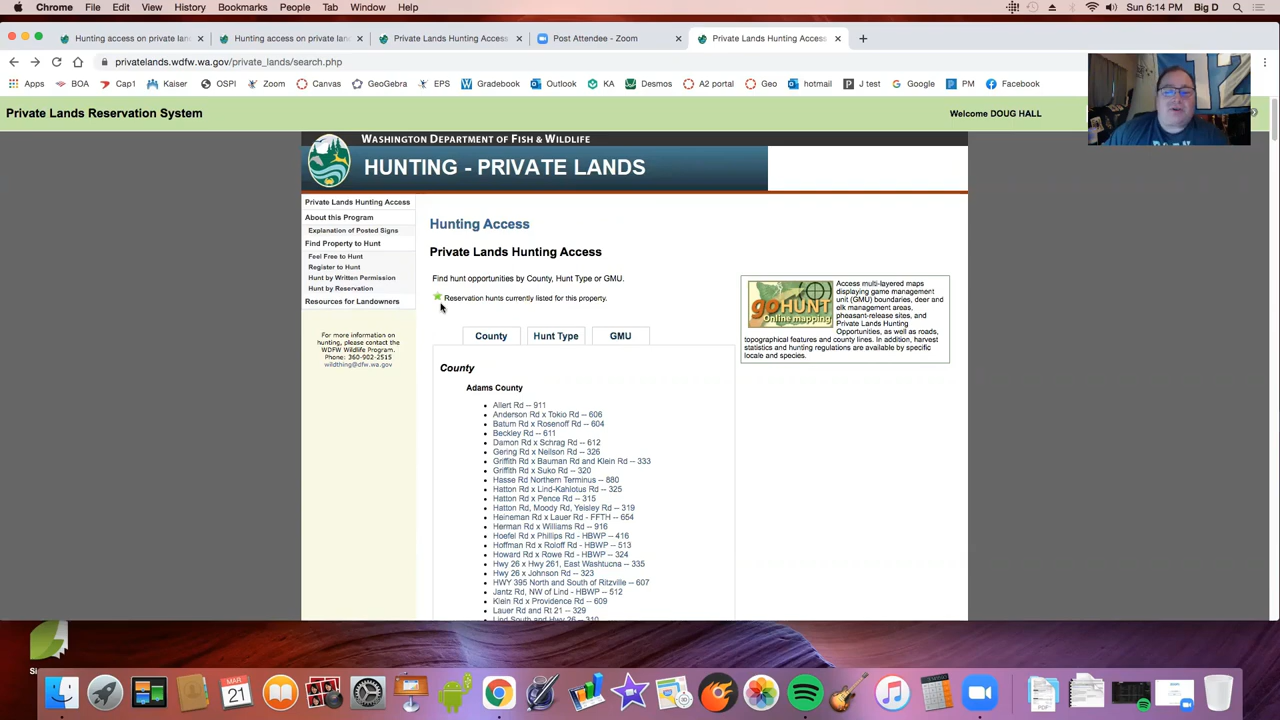 Chrome File Edit View History Bookmarks People Tab Window Help Sun 6:14 PM Big D
Hunting access on private lan Hunting access on private lan Private Lands Hunting Access Post Attendee - Zoom Private Lands Hunting Access
privatelands.wdfw.wa.gov/private_lands/search.php
Apps BOA Cap1 Kaiser OSPI Zoom Canvas GeoGebra EPS Gradebook Outlook KA Desmos A2 portal Geo hotmail J test Google PM Facebook
Private Lands Reservation System Welcome DOUG HALL
WASHINGTON DEPARTMENT OF FISH & WILDLIFE
HUNTING - PRIVATE LANDS
Private Lands Hunting Access
About this Program
Explanation of Posted Signs
Find Property to Hunt
Feel Free to Hunt
Register to Hunt
Hunt by Written Permission
Hunt by Reservation
Resources for Landowners
For more information on
hunting, please contact the
WDFW Wildlife Program.
Phone: 360-902-2515
wildthing@dfw.wa.gov
Hunting Access
Private Lands Hunting Access
Find hunt opportunities by County, Hunt Type or GMU.
Reservation hunts currently listed for this property.
County Hunt Type GMU
County
Adams County
Allert Rd -- 911
Anderson Rd x Tokio Rd -- 606
Batum Rd x Rosenoff Rd -- 604
Beckley Rd -- 611
Damon Rd x Schrag Rd -- 612
Gering Rd x Neilson Rd -- 326
Griffith Rd x Bauman Rd and Klein Rd -- 333
Griffith Rd x Suko Rd -- 320
Hasse Rd Northern Terminus -- 880
Hatton Rd x Lind-Kahlotus Rd -- 325
Hatton Rd x Pence Rd -- 315
Hatton Rd, Moody Rd, Yeisley Rd -- 319
Heineman Rd x Lauer Rd - FFTH -- 654
Herman Rd x Williams Rd -- 916
Hoefel Rd x Phillips Rd - HBWP -- 416
Hoffman Rd x Roloff Rd - HBWP -- 513
Howard Rd x Rowe Rd - HBWP -- 324
Hwy 26 x Hwy 261, East Washtucna -- 335
Hwy 26 x Johnson Rd -- 323
HWY 395 North and South of Ritzville -- 607
Jantz Rd, NW of Lind - HBWP -- 512
Klein Rd x Providence Rd -- 609
Lauer Rd and Rt 21 -- 329
Lind South and Hwy 26 -- 310
goHUNT
Online mapping
Access multi-layered maps
displaying game management
unit (GMU) boundaries, deer and
elk management areas,
pheasant-release sites, and
Private Lands Hunting
Opportunities, as well as roads,
topographical features and county lines. In addition, harvest
statistics and hunting regulations are available by specific
locale and species.
12
Si
MAR
21
PDF